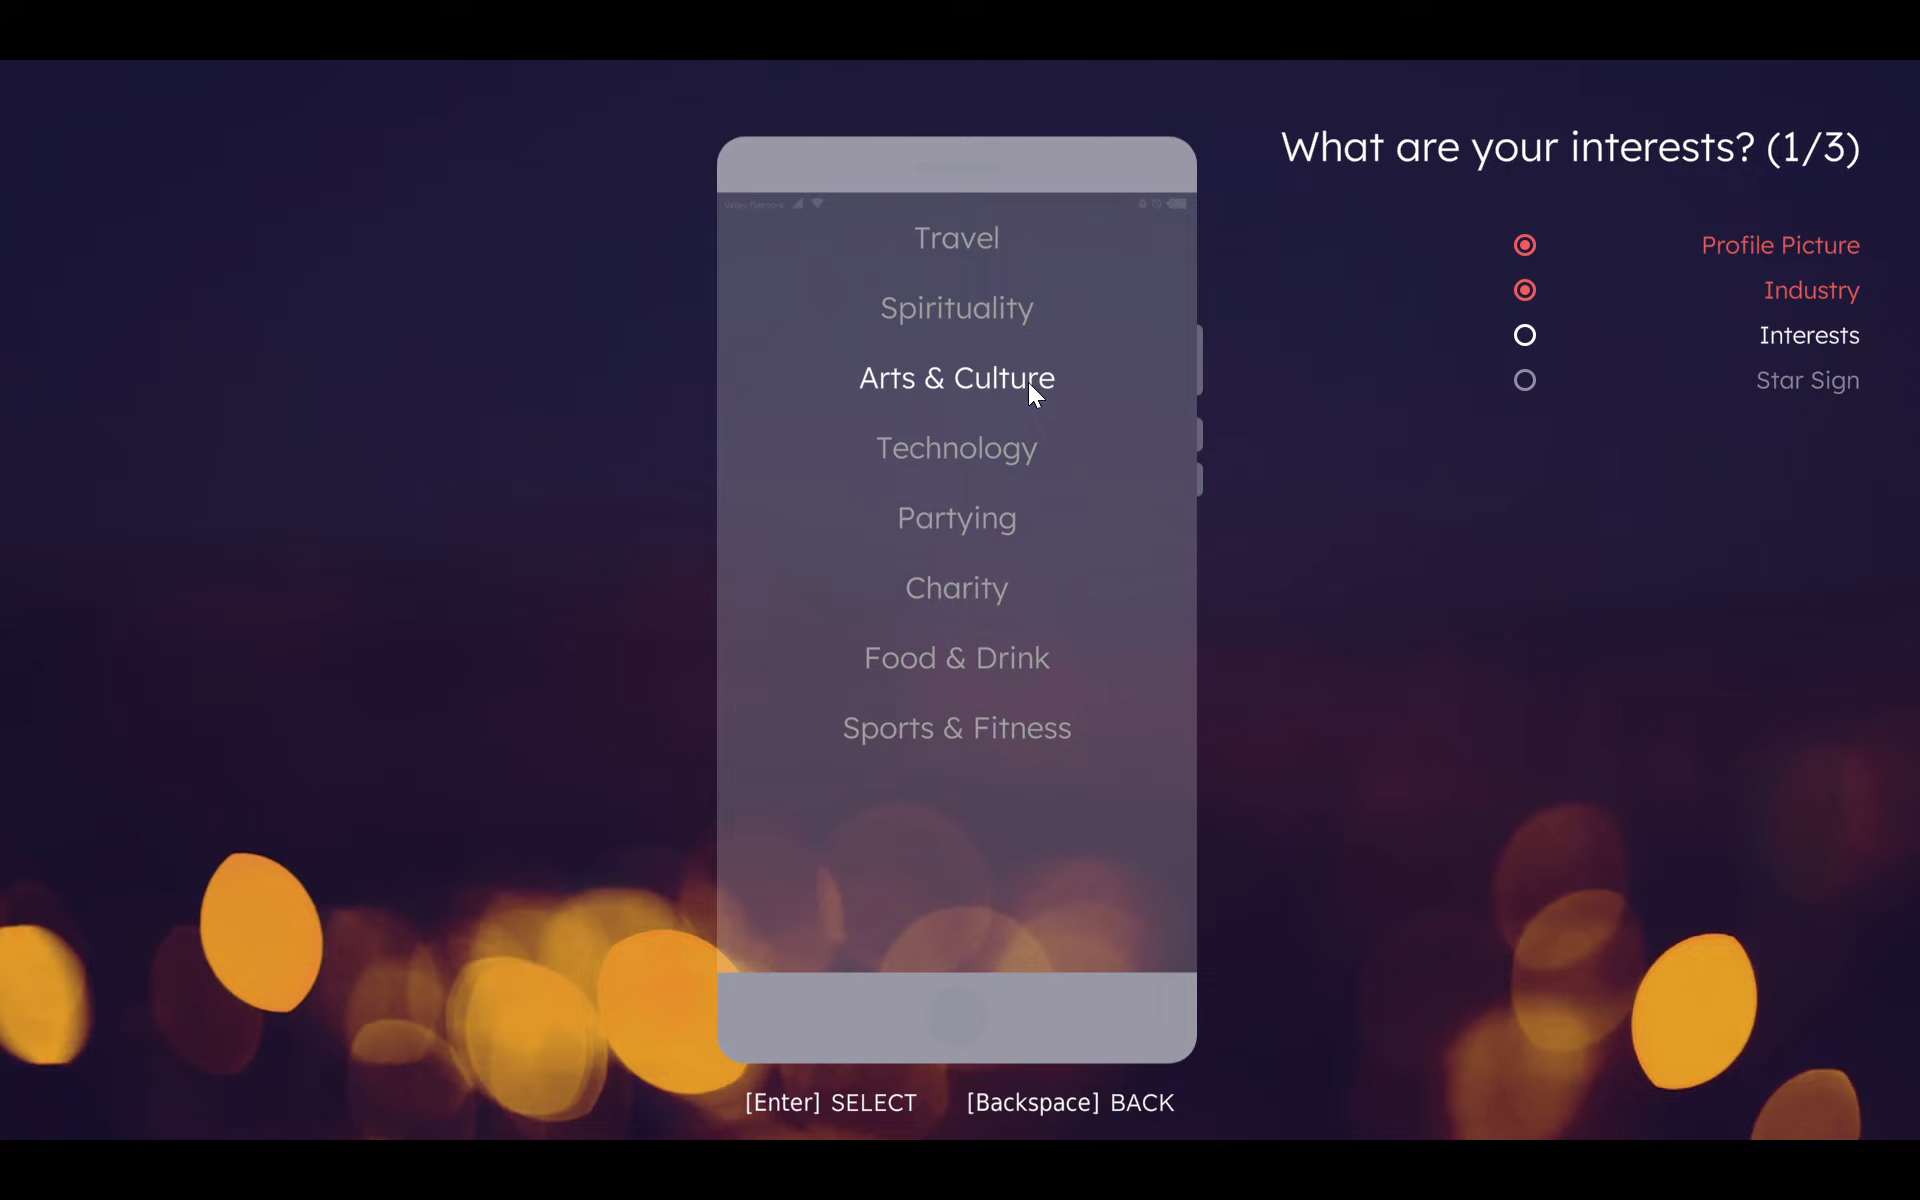 What are your interests? (1/3)
Profile Picture
Industry
Interests
Star Sign
Travel
Spirituality
Arts & Culture
Technology
Partying
Charity
Food & Drink
Sports & Fitness
[Enter] SELECT [Backspace] BACK